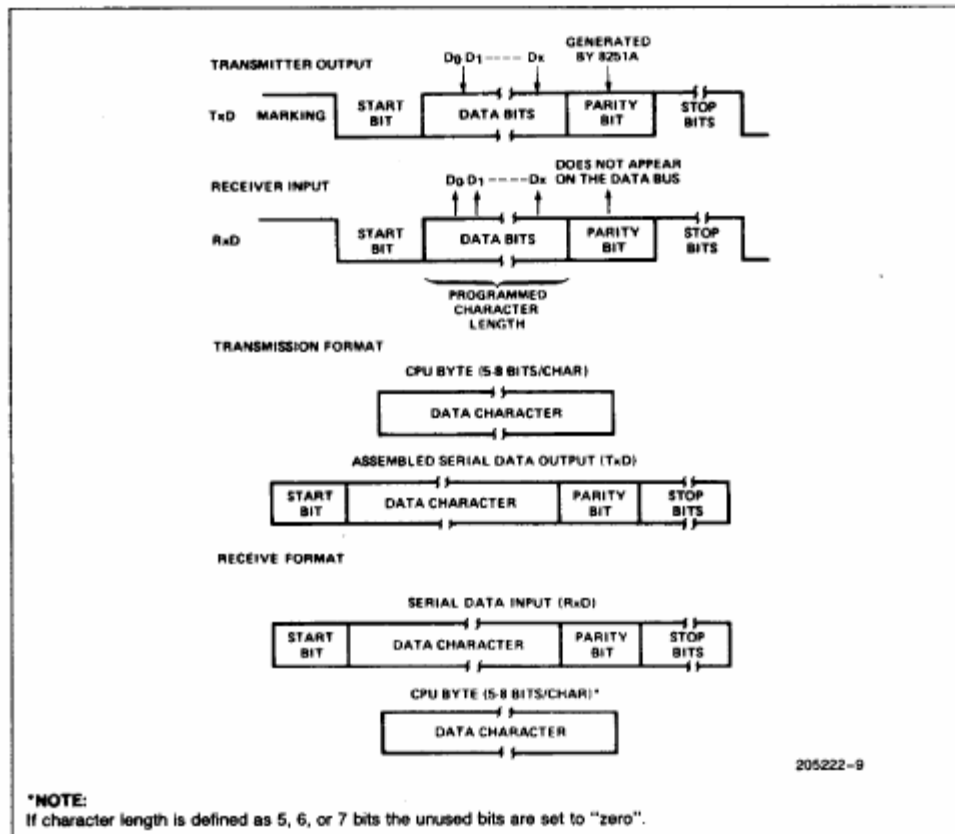 TRANSMITTER OUTPUT
D0 D1 ---- Dx
GENERATED
BY 8251A
TxD MARKING
START
BIT
DATA BITS
PARITY
BIT
STOP
BITS
RECEIVER INPUT
D0 D1 ---- Dx
DOES NOT APPEAR
ON THE DATA BUS
RxD
START
BIT
DATA BITS
PARITY
BIT
STOP
BITS
PROGRAMMED
CHARACTER
LENGTH
TRANSMISSION FORMAT
CPU BYTE (5-8 BITS/CHAR)
DATA CHARACTER
ASSEMBLED SERIAL DATA OUTPUT (TxD)
START
BIT
DATA CHARACTER
PARITY
BIT
STOP
BITS
RECEIVE FORMAT
SERIAL DATA INPUT (RxD)
START
BIT
DATA CHARACTER
PARITY
BIT
STOP
BITS
CPU BYTE (5-8 BITS/CHAR)*
DATA CHARACTER
205222-9
*NOTE:
If character length is defined as 5, 6, or 7 bits the unused bits are set to "zero".